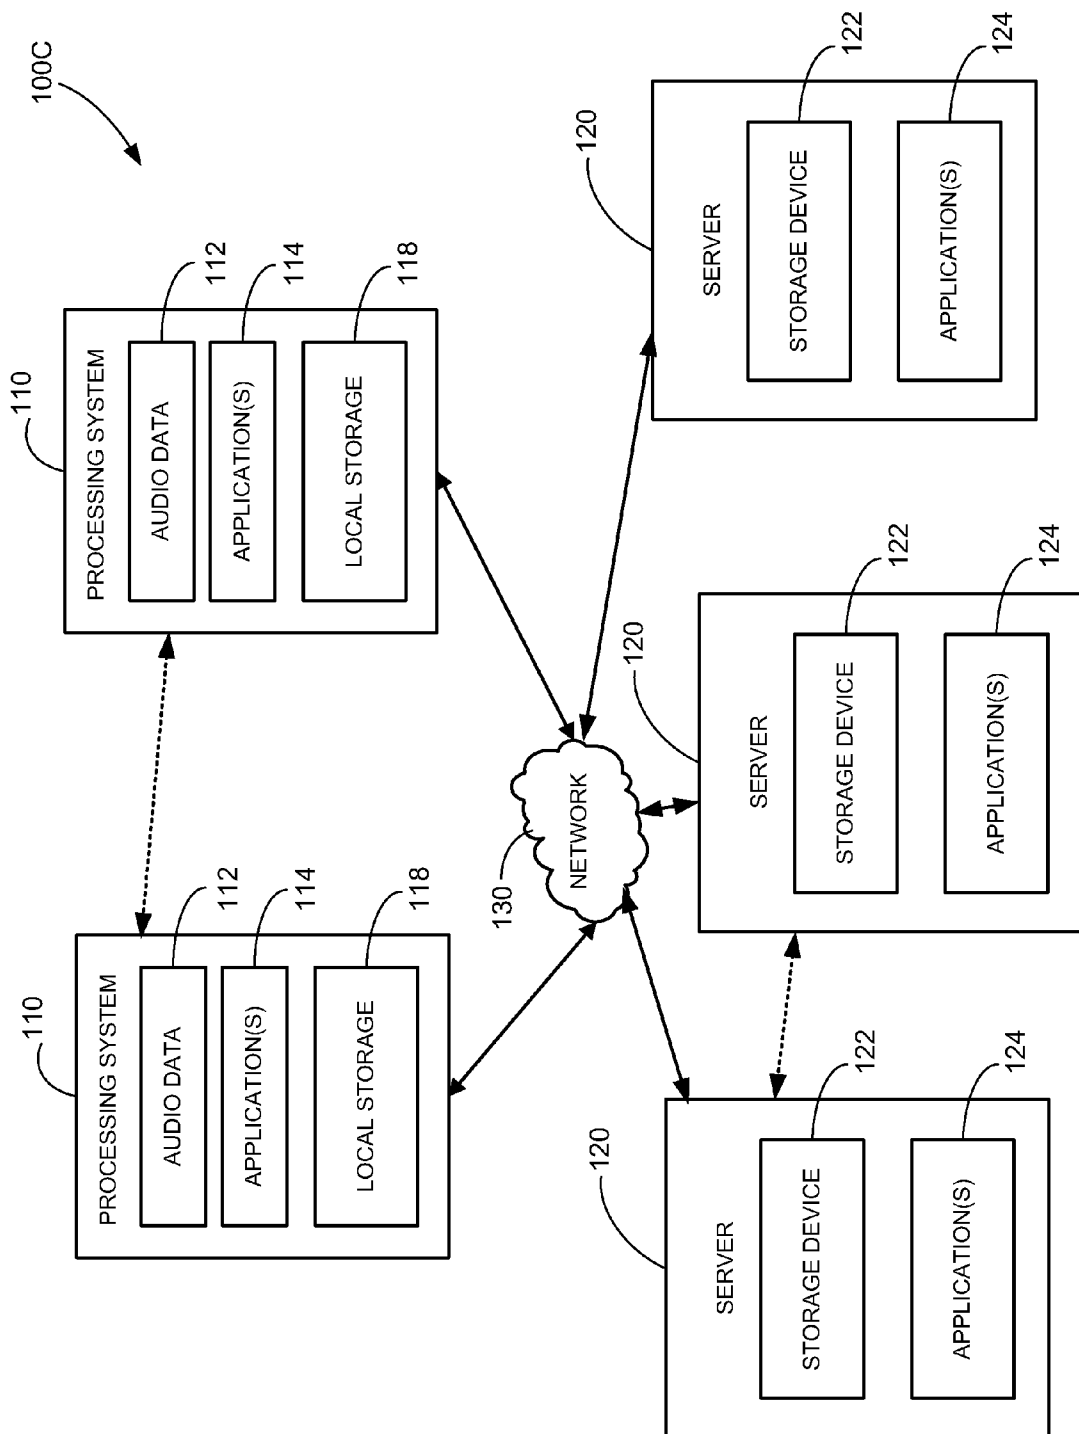 100C
110
PROCESSING SYSTEM
AUDIO DATA
112
APPLICATION(S)
114
LOCAL STORAGE
118
110
PROCESSING SYSTEM
AUDIO DATA
112
APPLICATION(S)
114
LOCAL STORAGE
118
130
NETWORK
120
SERVER
STORAGE DEVICE
122
APPLICATION(S)
124
120
SERVER
STORAGE DEVICE
122
APPLICATION(S)
124
120
SERVER
STORAGE DEVICE
122
APPLICATION(S)
124